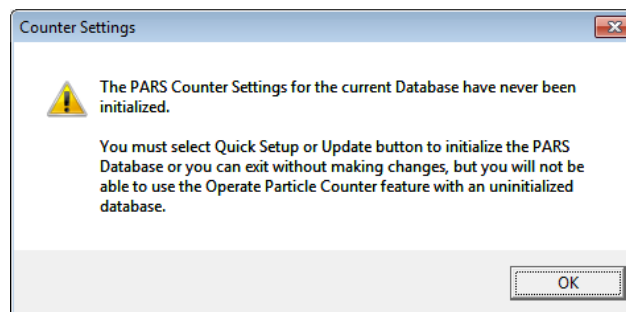 Counter Settings
The PARS Counter Settings for the current Database have never been
initialized.
You must select Quick Setup or Update button to initialize the PARS
Database or you can exit without making changes, but you will not be
able to use the Operate Particle Counter feature with an uninitialized
database.
OK